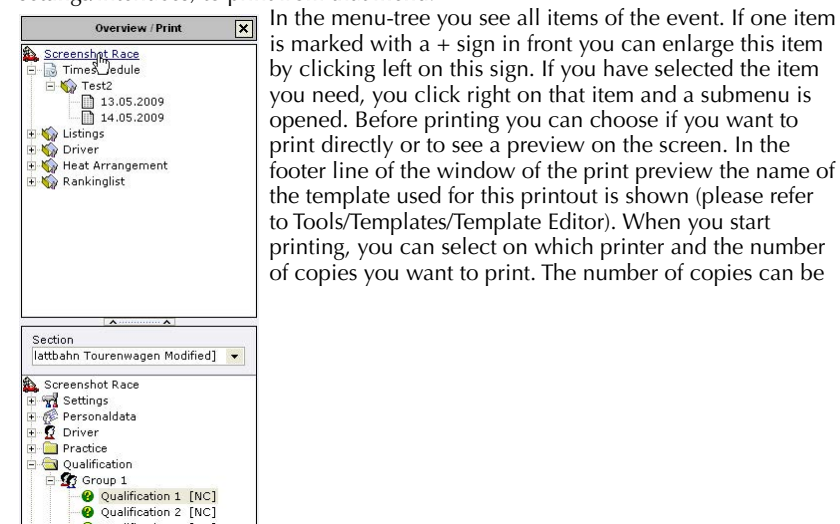 Overview / Print
Screenshot Race
Test2
13.05.2009
14.05.2009
Listings
Driver
Heat Arrangement
Rankinglist
Section
lattbahn Tourenwagen Modified]
Screenshot Race
Settings
Personaldata
Driver
Practice
Qualification
Group 1
Qualification 1 [NC]
Qualification 2 [NC]
In the menu-tree you see all items of the event. If one item
is marked with a + sign in front you can enlarge this item
by clicking left on this sign. If you have selected the item
you need, you click right on that item and a submenu is
opened. Before printing you can choose if you want to
print directly or to see a preview on the screen. In the
footer line of the window of the print preview the name of
the template used for this printout is shown (please refer
to Tools/Templates/Template Editor). When you start
printing, you can select on which printer and the number
of copies you want to print. The number of copies can be